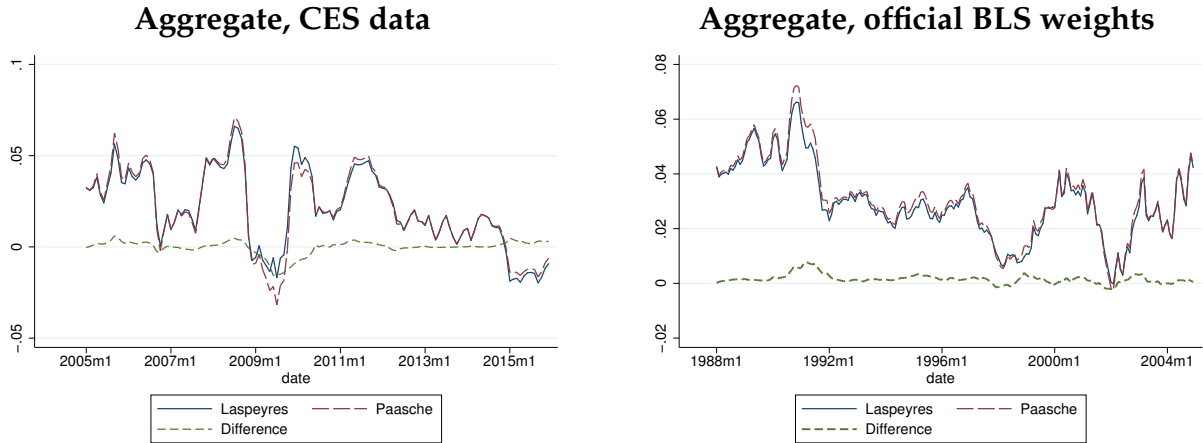 Aggregate, CES data
.1
.05
0
-.05
2005m1 2007m1 2009m1 2011m1 2013m1 2015m1
date
Laspeyres Paasche
Difference
Aggregate, official BLS weights
.08
.06
.04
.02
0
-.02
1988m1 1992m1 1996m1 2000m1 2004m1
date
Laspeyres Paasche
Difference